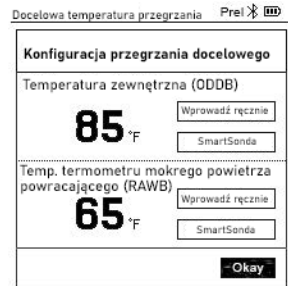 Docelowa temperatura przegrzania Prel
Konfiguracja przegrzania docelowego
Temperatura zewnętrzna (ODDB)
85 °F
Wprowadź ręcznie
SmartSonda
Temp. termometru mokrego powietrza
powracającego (RAWB)
65 °F
Wprowadź ręcznie
SmartSonda
Okay